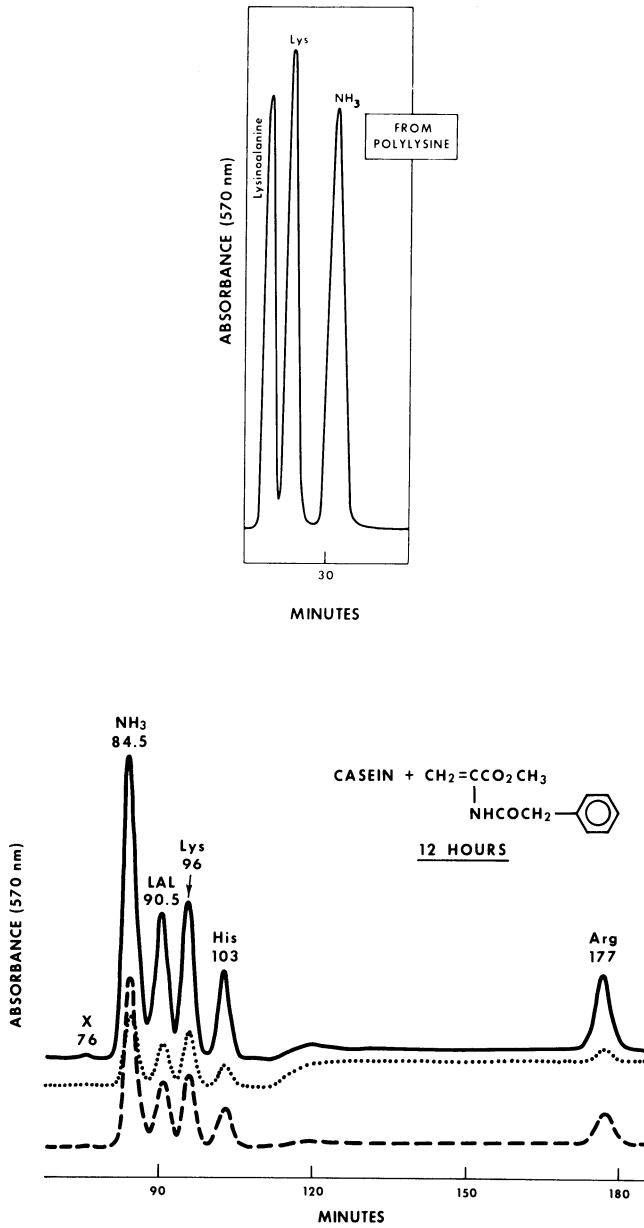 Lys
NH₃
Lysinoalanine
FROM
POLYLYSINE
ABSORBANCE (570 nm)
30
MINUTES
NH₃
84.5
CASEIN + CH₂=CCO₂CH₃
NHCOCH₂
12 HOURS
Lys
96
LAL
90.5
His
103
Arg
177
X
76
ABSORBANCE (570 nm)
90
120
150
180
MINUTES